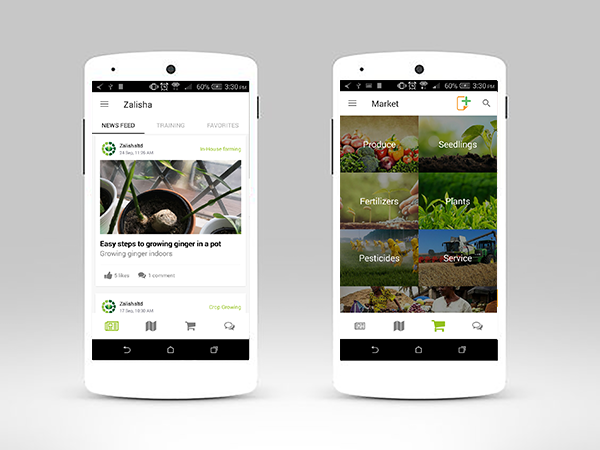 60% 3:30 PM
Zalisha
NEWS FEED TRAINING FAVORITES
Zalishaltd
24 Sep, 11:35 AM
In-House Farming
Easy steps to growing ginger in a pot
Growing ginger indoors
5 likes 1 comment
Zalishaltd
17 Sep, 10:30 AM
Crop Growing
60% 3:30 PM
Market
Produce Seedlings
Fertilizers Plants
Pesticides Service